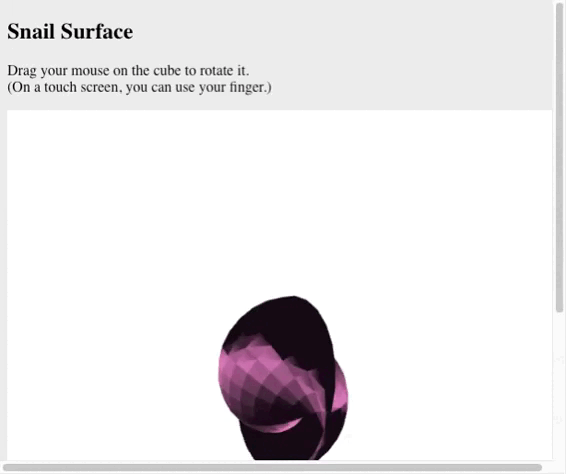 Snail Surface
Drag your mouse on the cube to rotate it.
(On a touch screen, you can use your finger.)